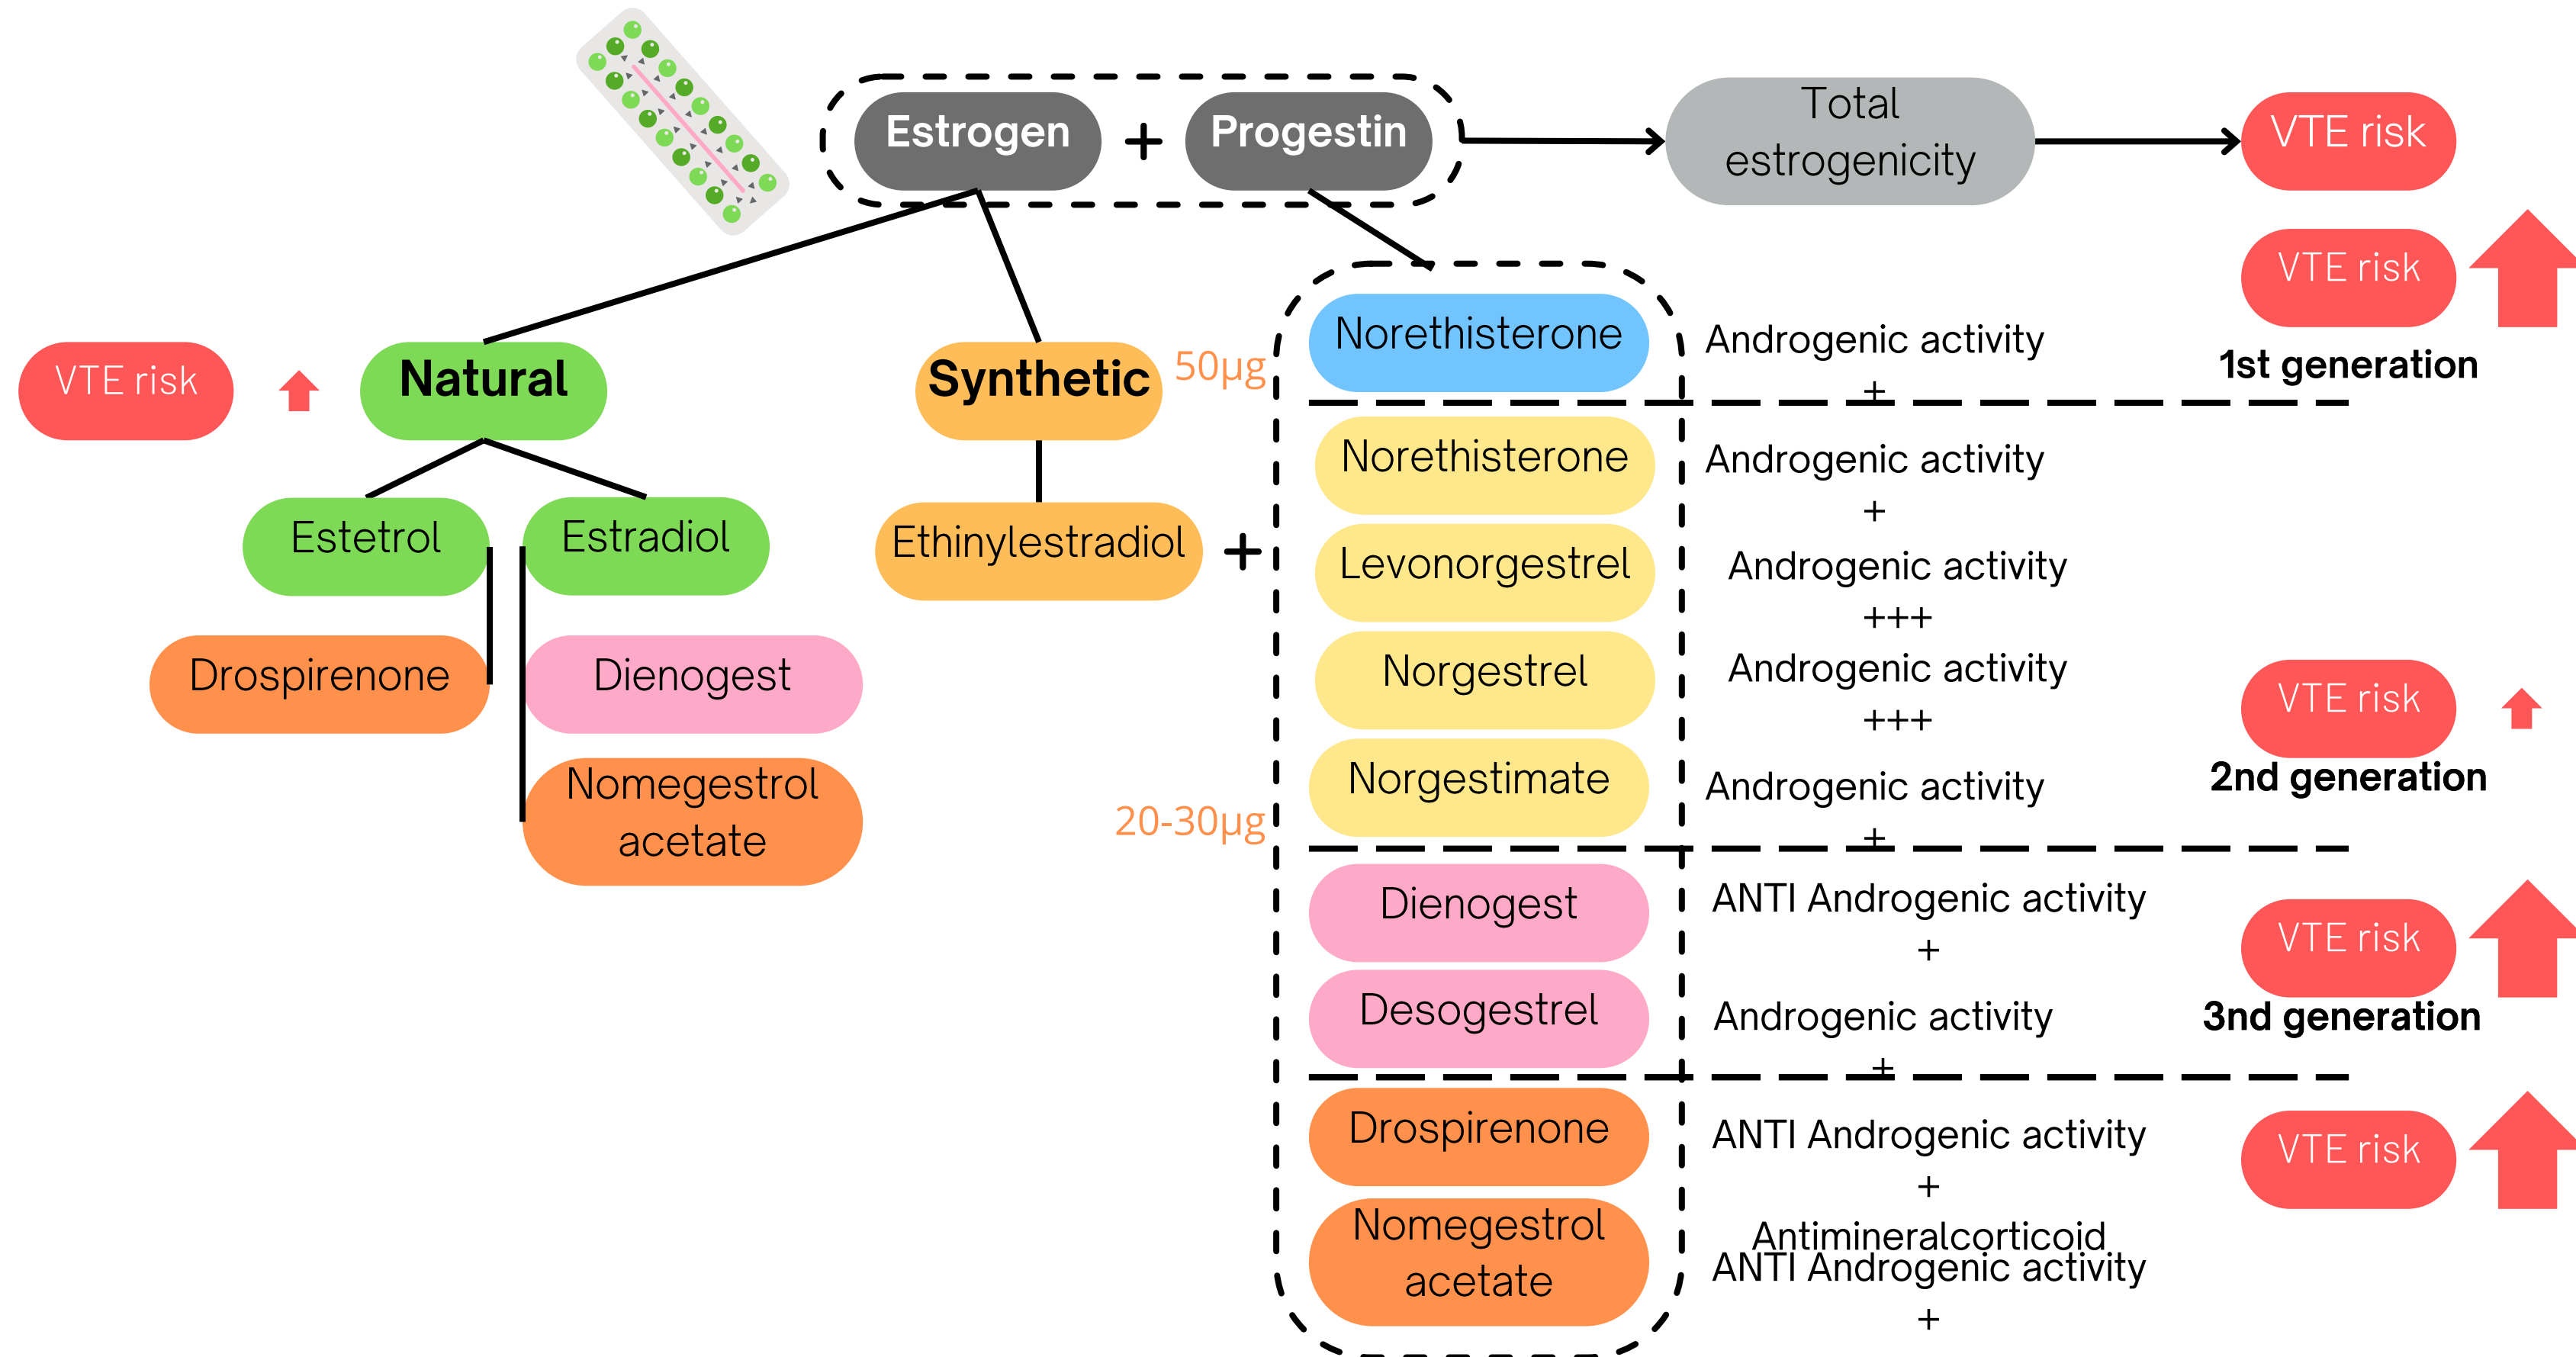 Estrogen
+
Progestin
Total
estrogenicity
VTE risk
VTE risk
1st generation
VTE risk
Natural
Synthetic
50µg
Norethisterone
Androgenic activity
+
Norethisterone
Androgenic activity
+
Estetrol
Estradiol
Ethinylestradiol
+
Levonorgestrel
Androgenic activity
+++
Drospirenone
Dienogest
Norgestrel
Androgenic activity
+++
VTE risk
2nd generation
Nomegestrol
acetate
20-30µg
Norgestimate
Androgenic activity
+
Dienogest
ANTI Androgenic activity
+
VTE risk
3nd generation
Desogestrel
Androgenic activity
+
Drospirenone
ANTI Androgenic activity
+
Antimineralcorticoid
VTE risk
Nomegestrol
acetate
ANTI Androgenic activity
+